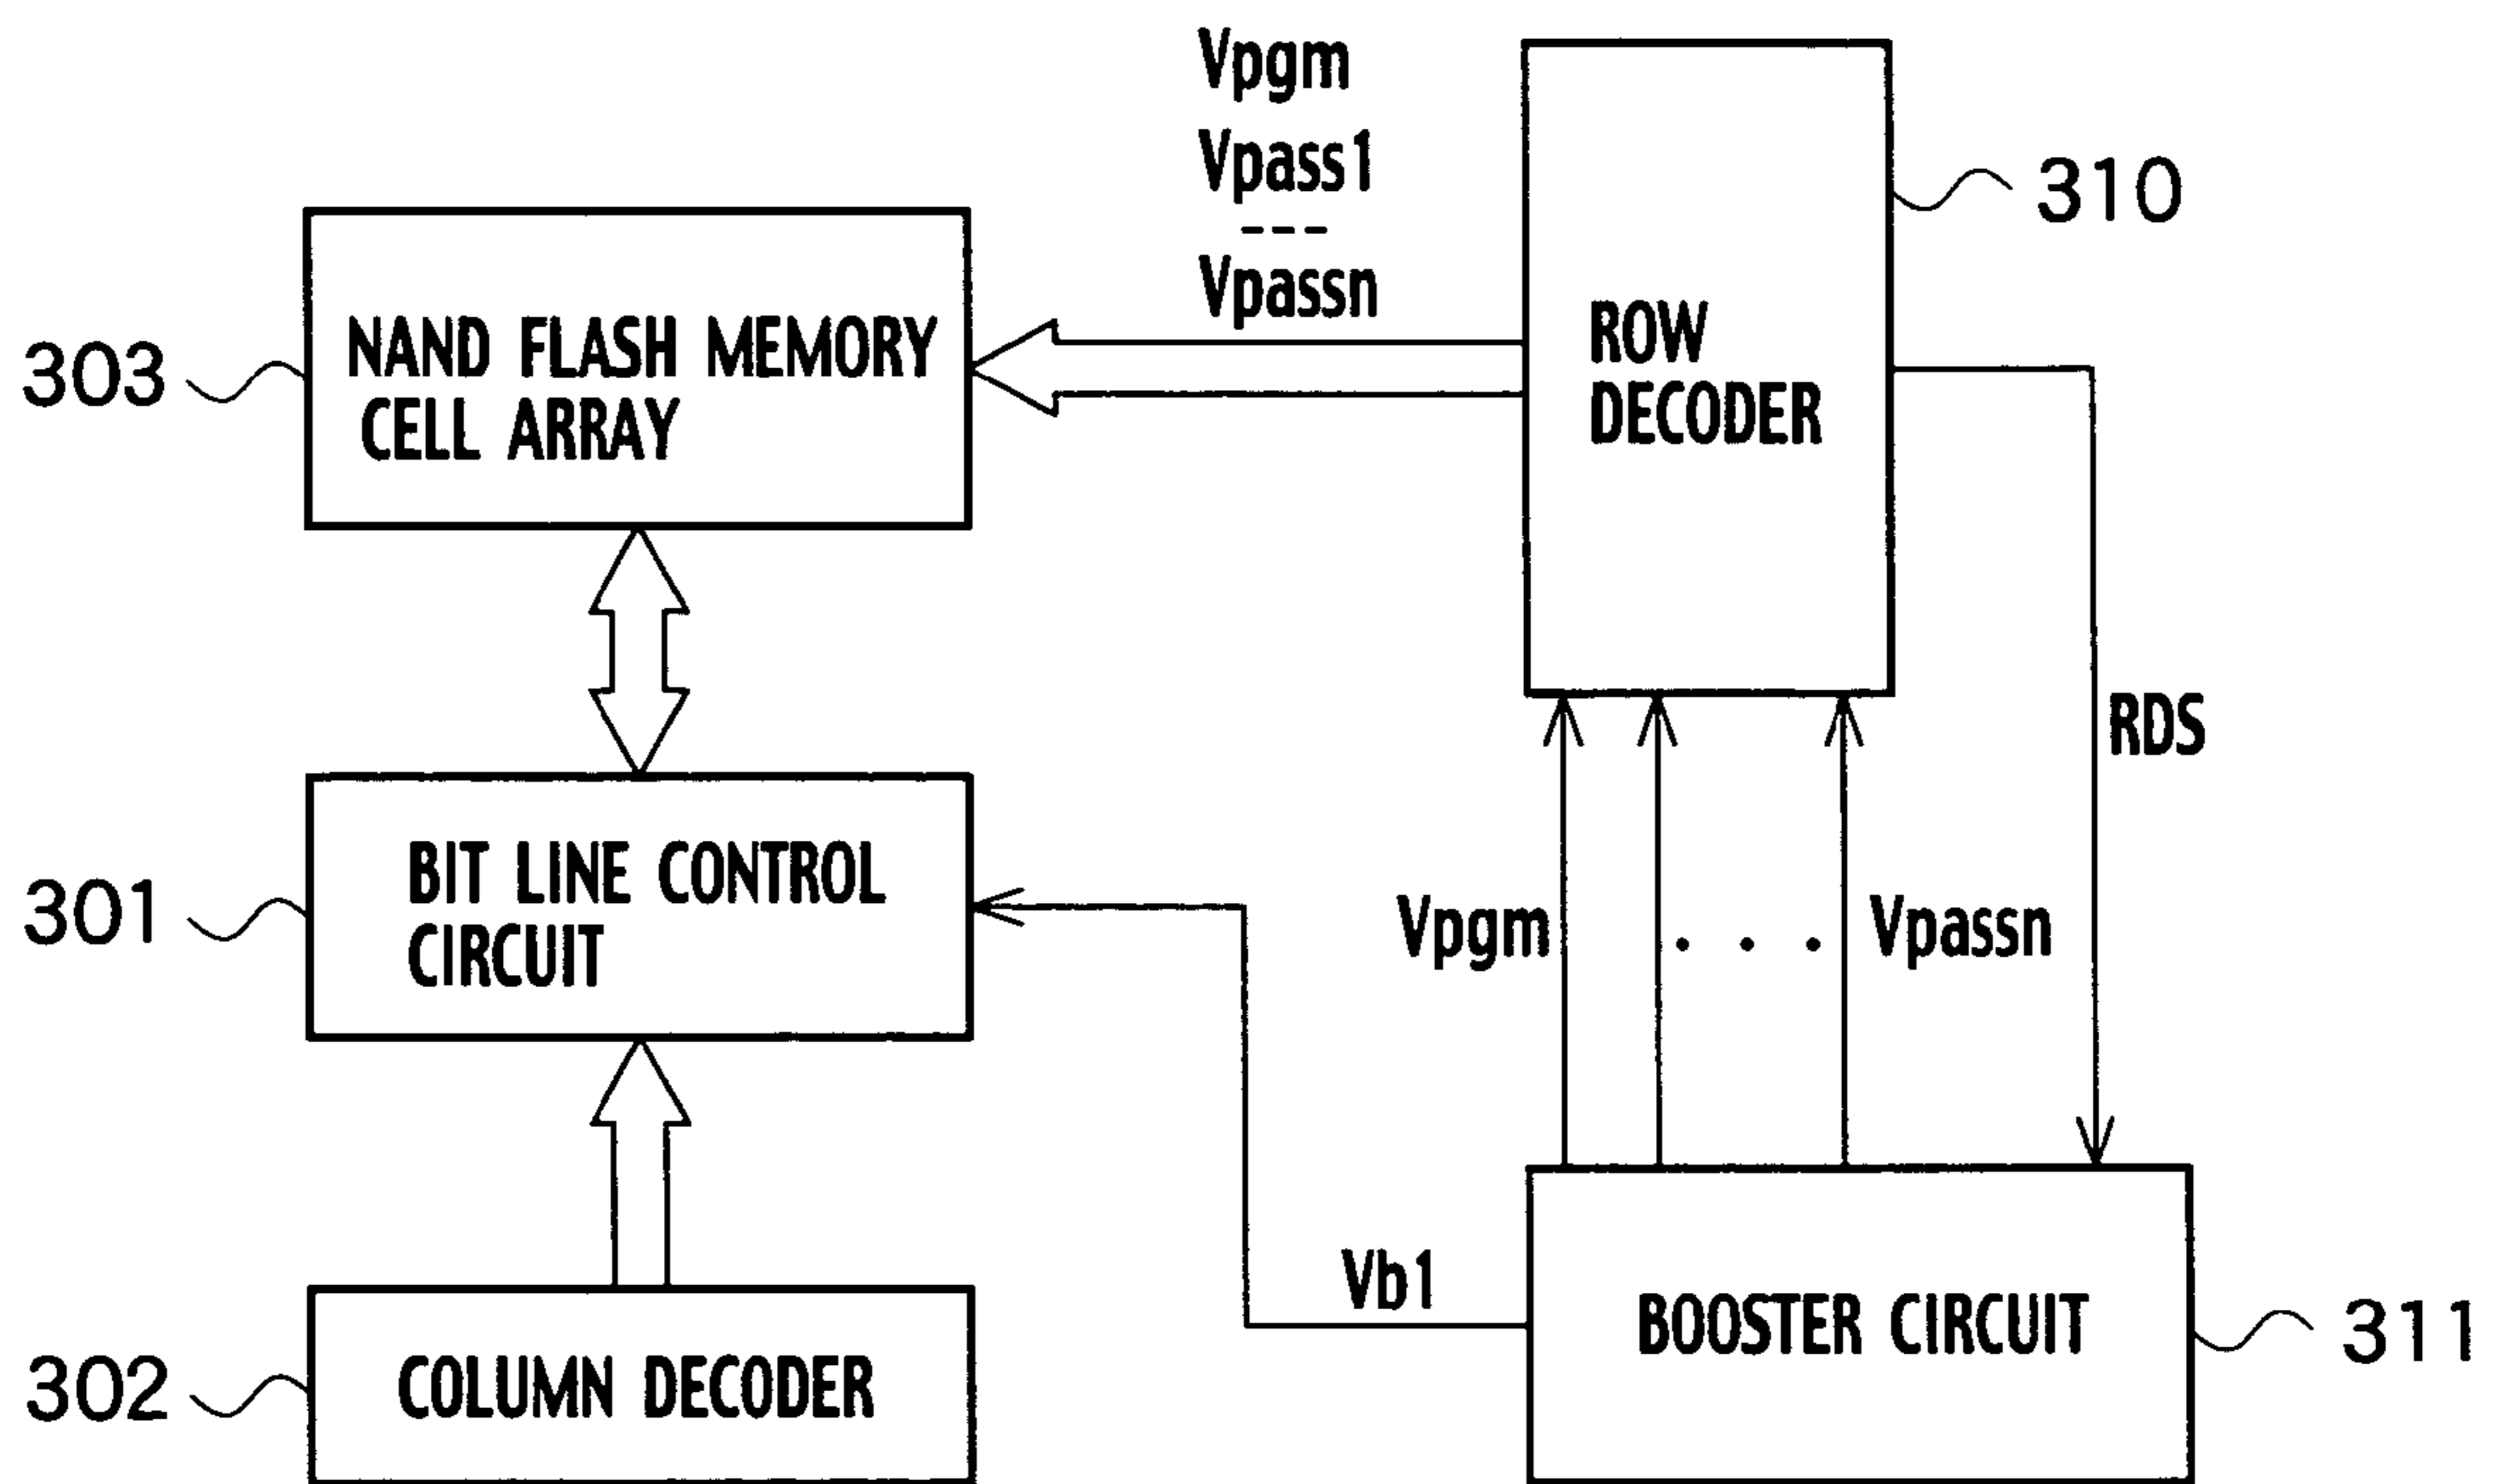 Vpgm
Vpass1
---
Vpassn
310
ROW
DECODER
NAND FLASH MEMORY
CELL ARRAY
303
RDS
BIT LINE CONTROL
CIRCUIT
301
Vpgm
. . .
Vpassn
Vb1
BOOSTER CIRCUIT
311
COLUMN DECODER
302